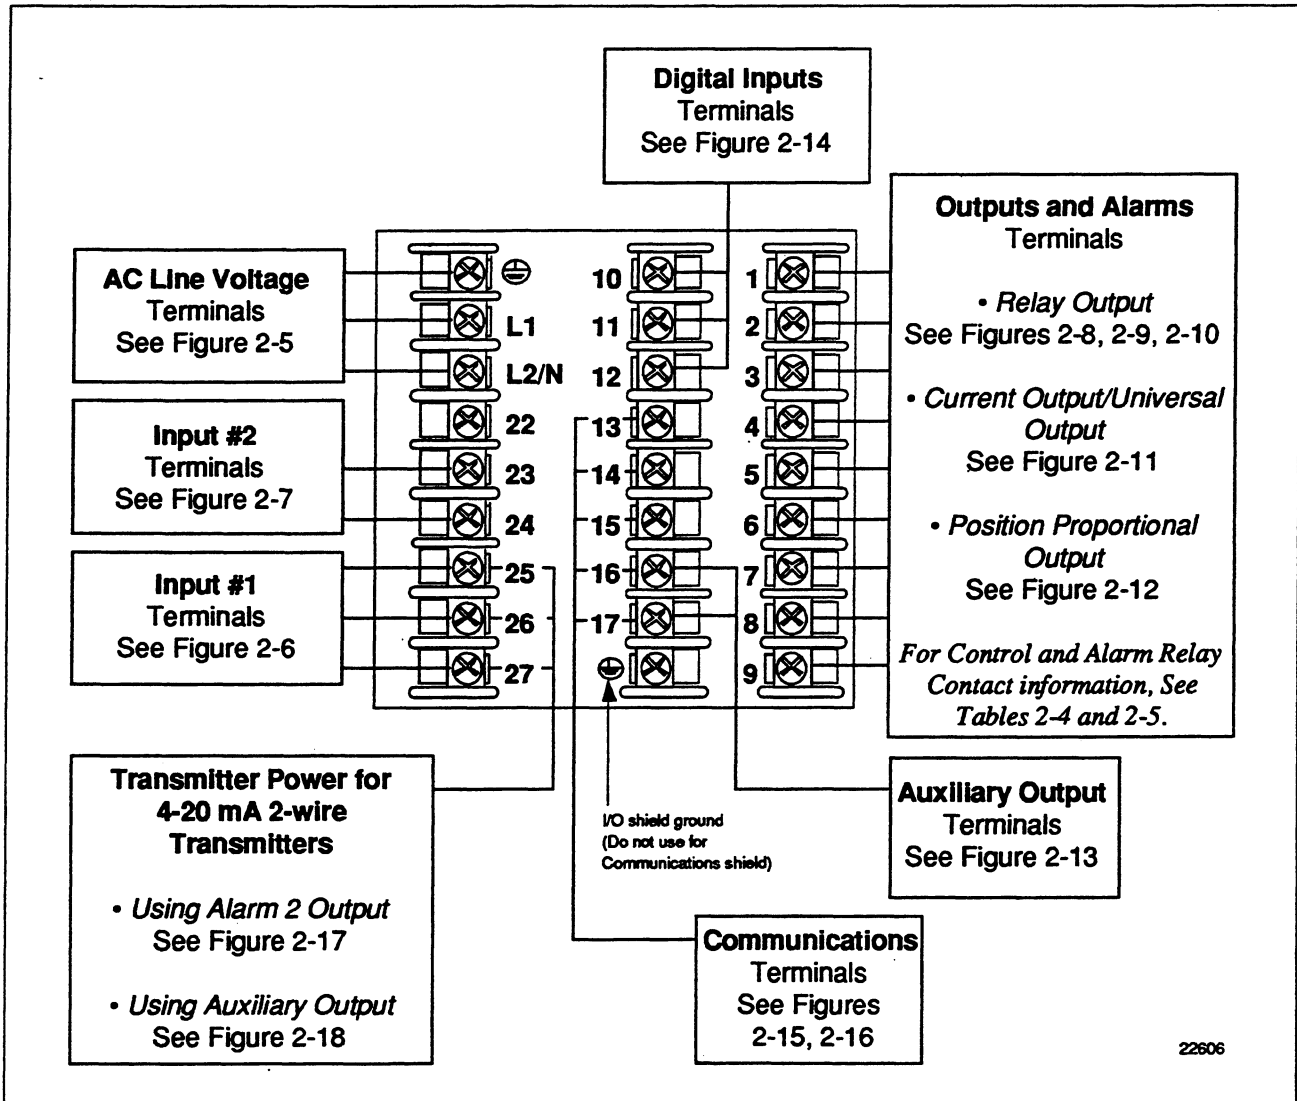 Digital Inputs
Terminals
See Figure 2-14
Outputs and Alarms
Terminals
• Relay Output
See Figures 2-8, 2-9, 2-10
• Current Output/Universal
Output
See Figure 2-11
• Position Proportional
Output
See Figure 2-12
For Control and Alarm Relay
Contact information, See
Tables 2-4 and 2-5.
AC Line Voltage
Terminals
See Figure 2-5
Input #2
Terminals
See Figure 2-7
Input #1
Terminals
See Figure 2-6
L1
L2/N
22
23
24
25
26
27
10
11
12
13
14
15
16
17
1
2
3
4
5
6
7
8
9
Transmitter Power for
4-20 mA 2-wire
Transmitters
• Using Alarm 2 Output
See Figure 2-17
• Using Auxiliary Output
See Figure 2-18
I/O shield ground
(Do not use for
Communications shield)
Auxiliary Output
Terminals
See Figure 2-13
Communications
Terminals
See Figures
2-15, 2-16
22606